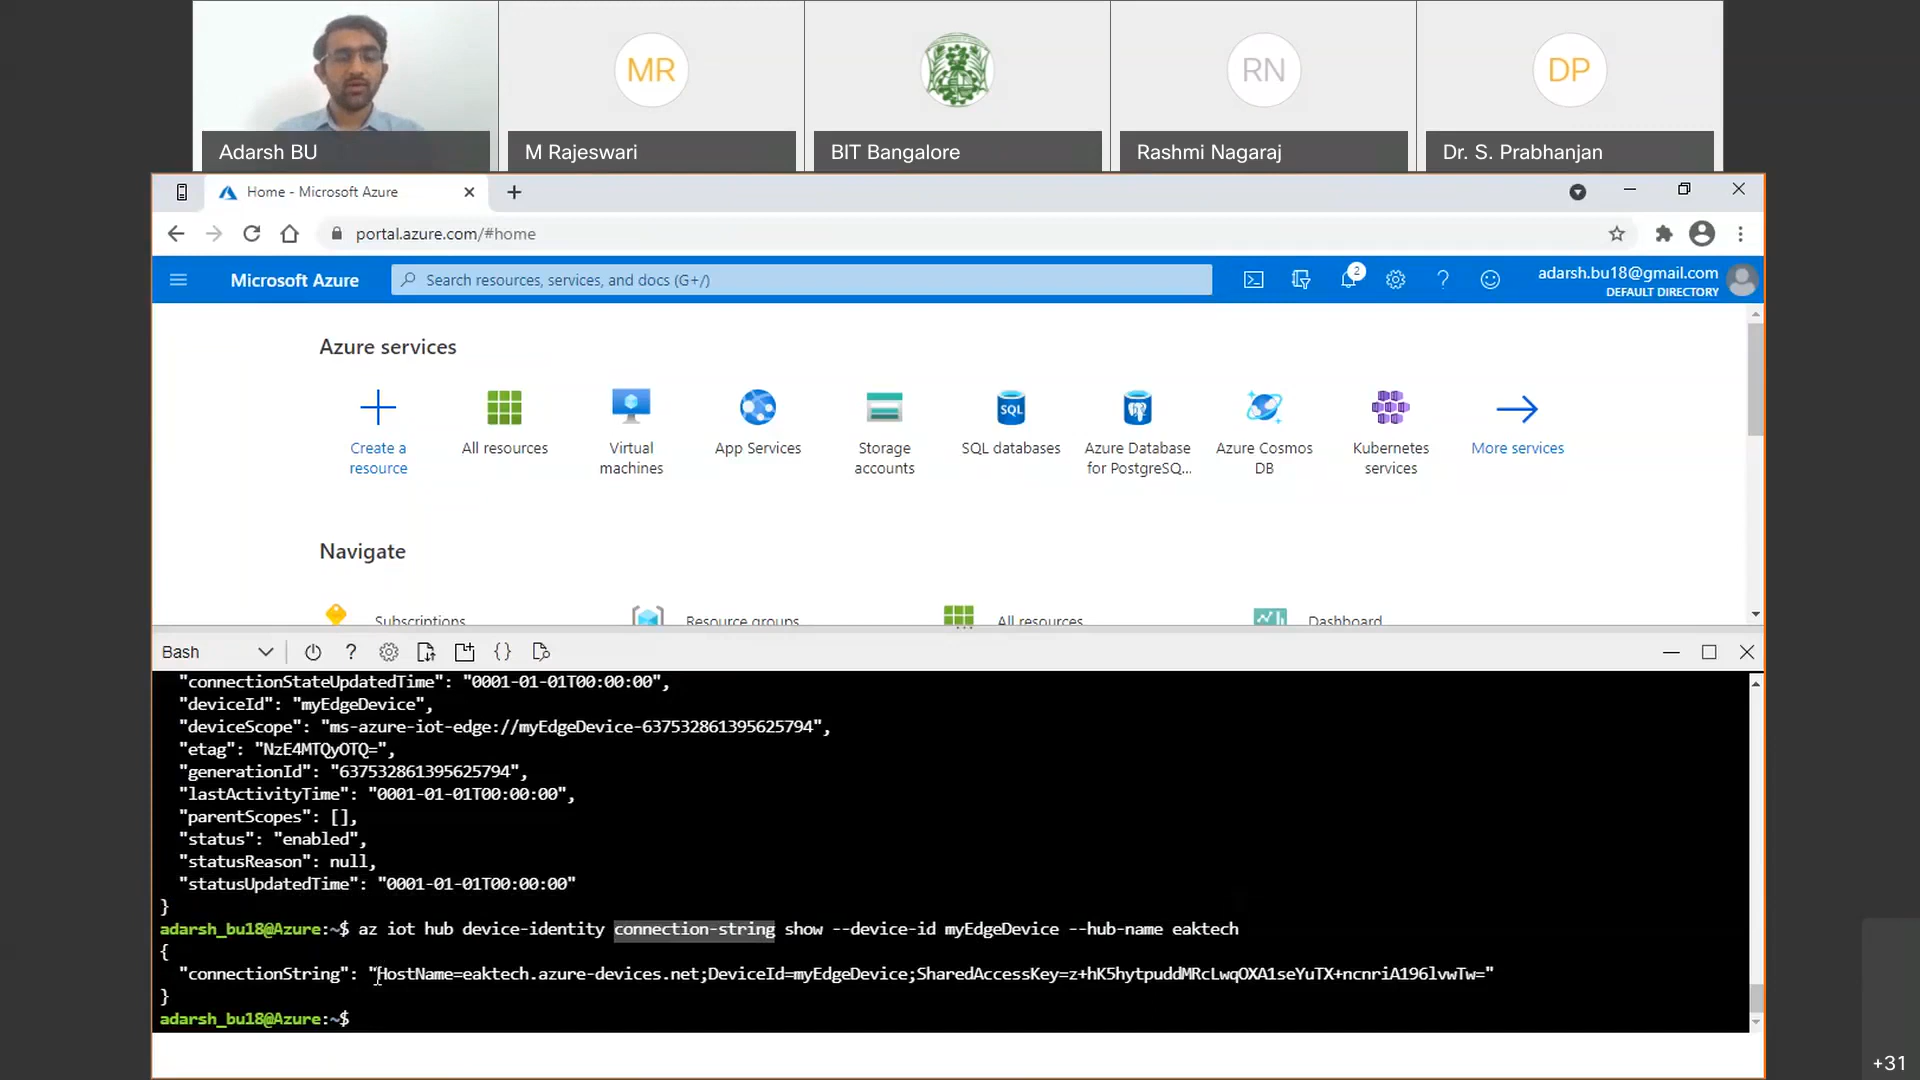 MR
RN
DP
Adarsh BU
M Rajeswari
BIT Bangalore
Rashmi Nagaraj
Dr. S. Prabhanjan
Home - Microsoft Azure
portal.azure.com/#home
Microsoft Azure
Search resources, services, and docs (G+/)
2
adarsh.bu18@gmail.com
DEFAULT DIRECTORY
Azure services
Create a
resource
All resources
Virtual
machines
App Services
Storage
accounts
SQL
SQL databases
Azure Database
for PostgreSQ...
Azure Cosmos
DB
Kubernetes
services
More services
Navigate
Subscriptions
Resource groups
All resources
Dashboard
Bash
"connectionStateUpdatedTime": "0001-01-01T00:00:00",
"deviceId": "myEdgeDevice",
"deviceScope": "ms-azure-iot-edge://myEdgeDevice-637532861395625794",
"etag": "NzE4MTQyOTQ=",
"generationId": "637532861395625794",
"lastActivityTime": "0001-01-01T00:00:00",
"parentScopes": [],
"status": "enabled",
"statusReason": null,
"statusUpdatedTime": "0001-01-01T00:00:00"
}
adarsh_bu18@Azure:~$ az iot hub device-identity connection-string show --device-id myEdgeDevice --hub-name eaktech
{
"connectionString": "HostName=eaktech.azure-devices.net;DeviceId=myEdgeDevice;SharedAccessKey=z+hK5hytpuddMRcLwqOXA1seYuTX+ncnriA196lvwTw="
}
adarsh_bu18@Azure:~$
+31